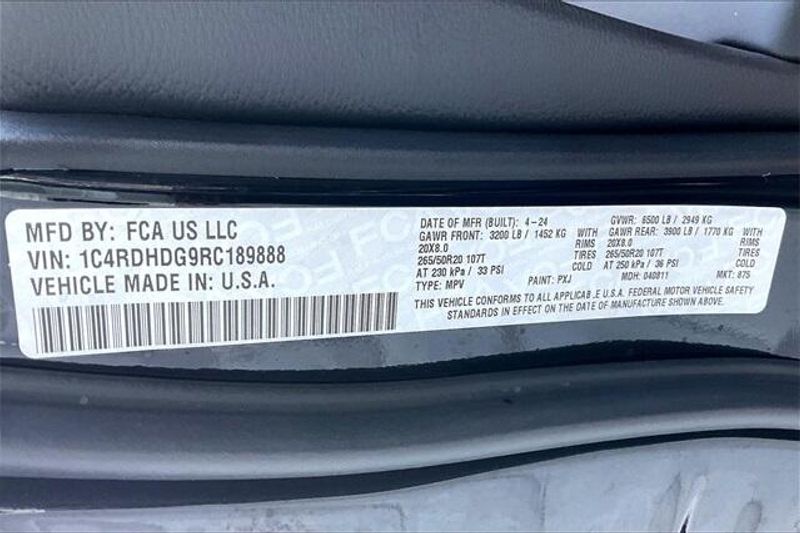 MFD BY: FCA US LLC
VIN: 1C4RDHDG9RC189888
VEHICLE MADE IN: U.S.A.
DATE OF MFR (BUILT): 4-24 GVWR: 6500 LB / 2949 KG
GAWR FRONT: 3200 LB / 1452 KG WITH GAWR REAR: 3900 LB / 1770 KG WITH
20X8.0 RIMS 20X8.0 RIMS
265/50R20 107T TIRES 265/50R20 107T TIRES
AT 230 kPa / 33 PSI COLD AT 250 kPa / 36 PSI COLD
TYPE: MPV PAINT: PXJ MDH: 040811 MKT: 87S
THIS VEHICLE CONFORMS TO ALL APPLICAB.E U.S.A. FEDERAL MOTOR VEHICLE SAFETY
STANDARDS IN EFFECT ON THE DATE OF MANUFACTURE SHOWN ABOVE.